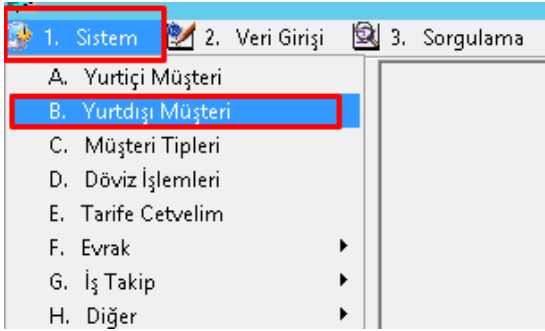 1. Sistem 2. Veri Girişi 3. Sorgulama
A. Yurtiçi Müşteri
B. Yurtdışı Müşteri
C. Müşteri Tipleri
D. Döviz İşlemleri
E. Tarife Cetvelim
F. Evrak
G. İş Takip
H. Diğer